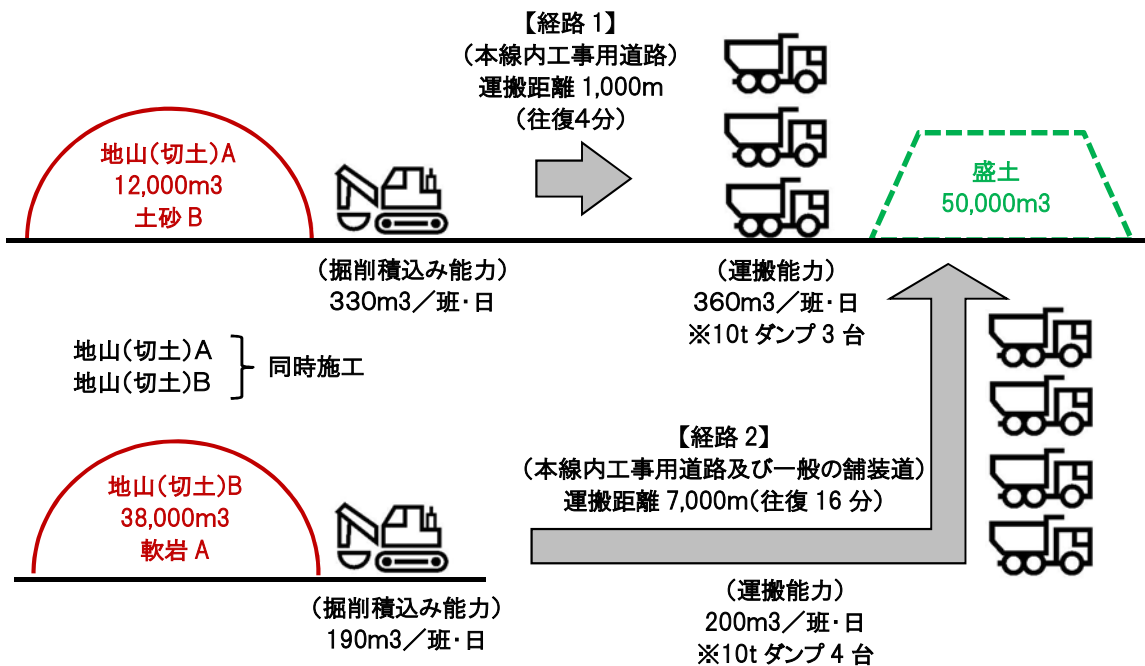 【経路１】
（本線内工事用道路）
運搬距離 1,000m
（往復４分）
地山（切土）A
12,000m3
土砂 B
盛土
50,000m3
（掘削積込み能力）
330m3／班・日
（運搬能力）
360m3／班・日
※10t ダンプ 3 台
地山（切土）A
地山（切土）B
同時施工
【経路 2】
（本線内工事用道路及び一般の舗装道）
運搬距離 7,000m（往復 16 分）
地山（切土）B
38,000m3
軟岩 A
（掘削積込み能力）
190m3／班・日
（運搬能力）
200m3／班・日
※10t ダンプ 4 台